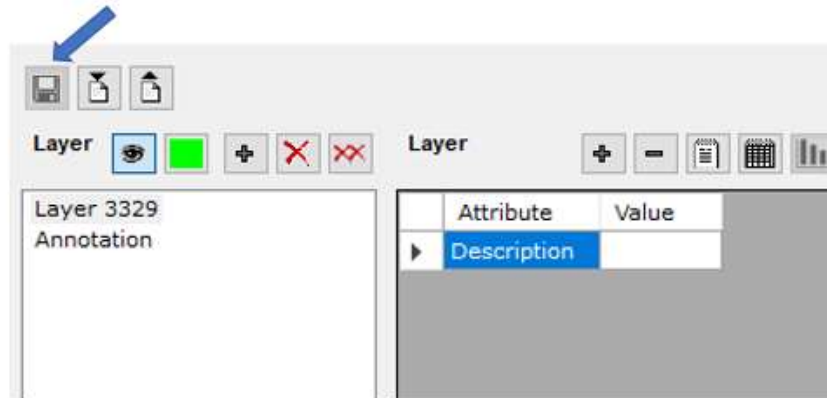 Layer
Layer
Layer 3329
Annotation
Attribute Value
Description